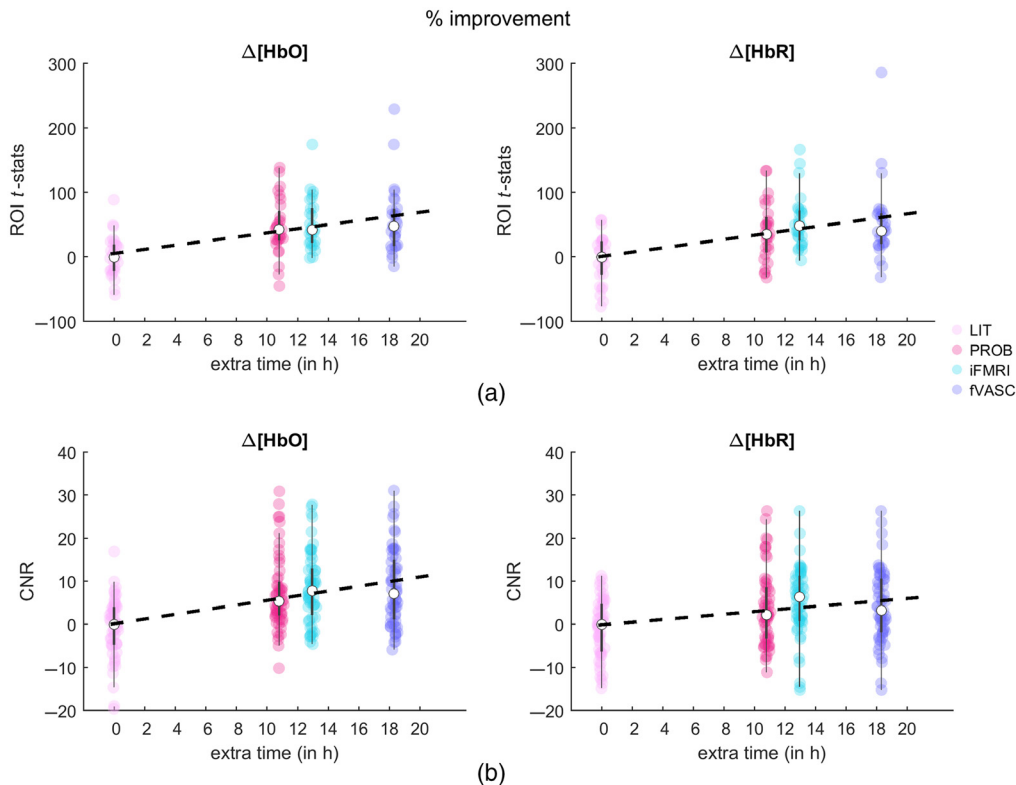 % improvement
Δ[HbO] Δ[HbR]
300 300
200 200
100 100
0 0
—100 —100
ROI t-stats ROI t-stats
0 2 4 6 8 10 12 14 16 18 20 0 2 4 6 8 10 12 14 16 18 20
extra time (in h) extra time (in h)
LIT
PROB
iFMRI
fVASC
(a)
Δ[HbO] Δ[HbR]
40 40
30 30
20 20
10 10
0 0
—10 —10
—20 —20
CNR CNR
0 2 4 6 8 10 12 14 16 18 20 0 2 4 6 8 10 12 14 16 18 20
extra time (in h) extra time (in h)
(b)